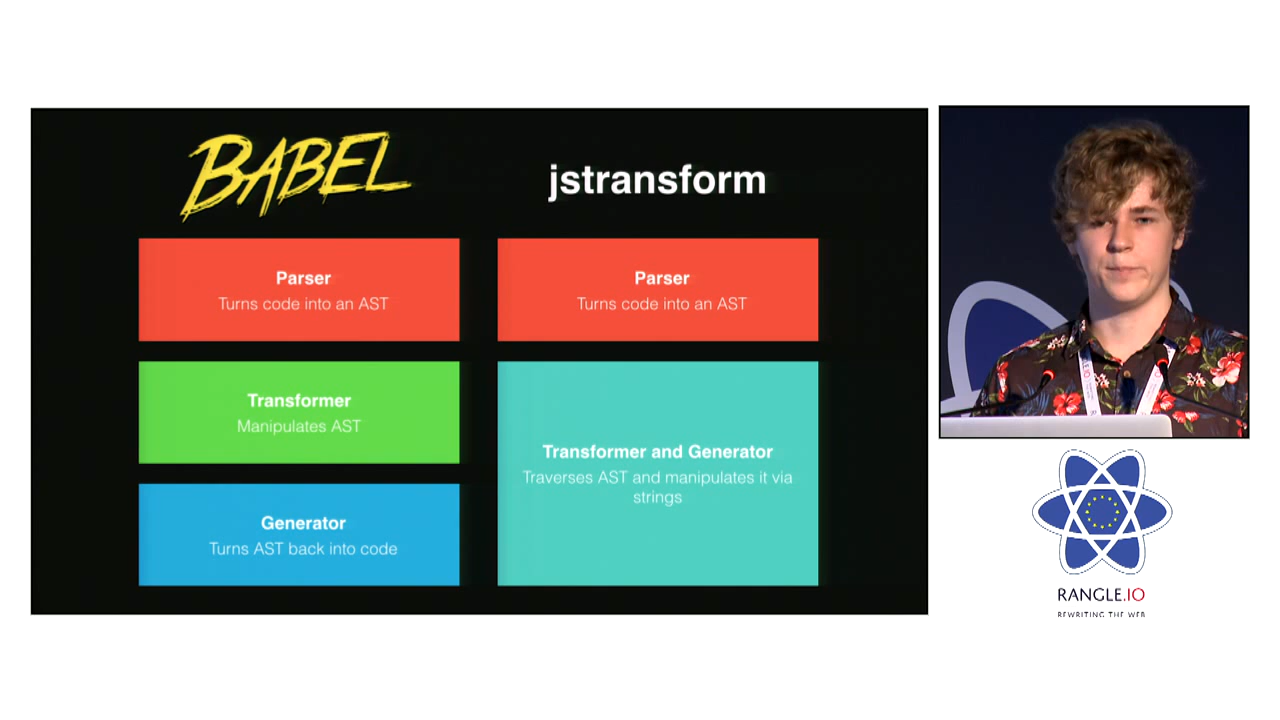 BABEL
jstransform
Parser
Turns code into an AST
Parser
Turns code into an AST
Transformer
Manipulates AST
Transformer and Generator
Traverses AST and manipulates it via
strings
Generator
Turns AST back into code
RANGLE.IO
REWRITING THE WEB